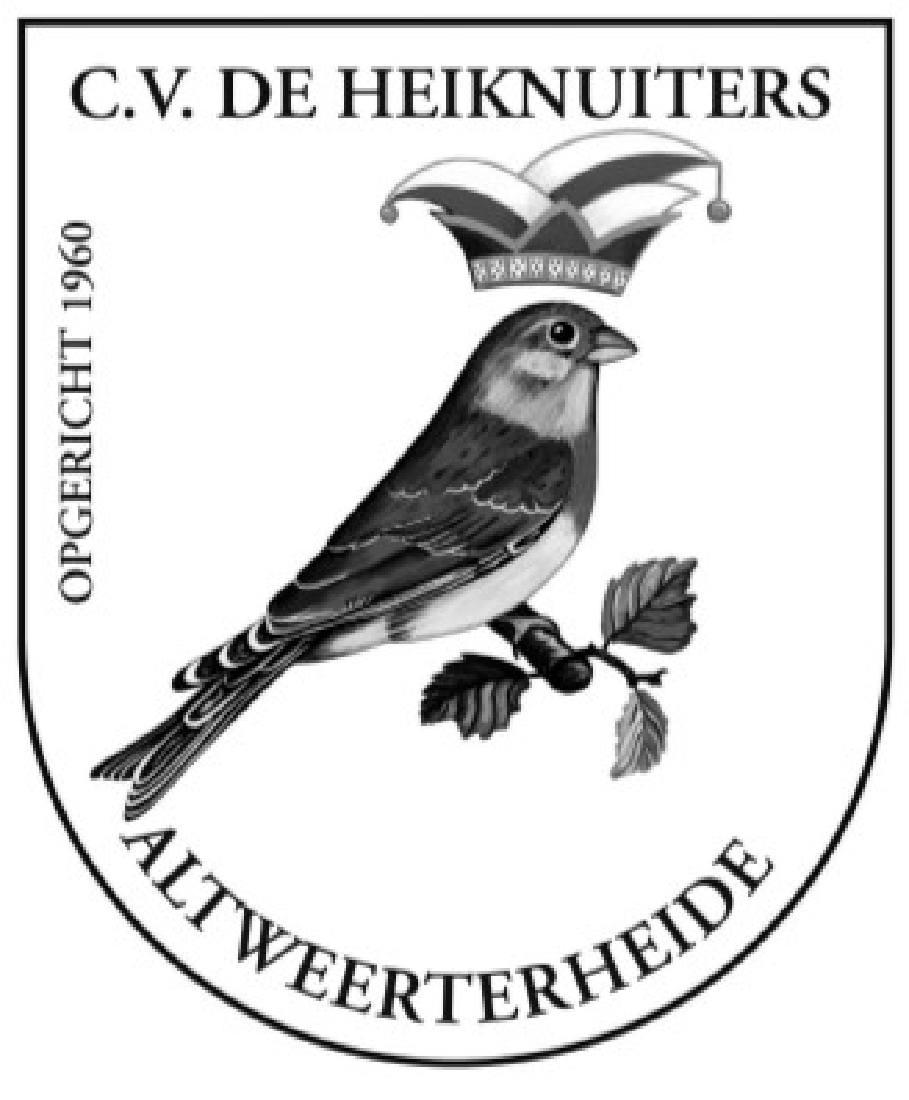 C.V. DE HEIKNUITERS
OPGERICHT 1960
ALTWEERTERHEIDE